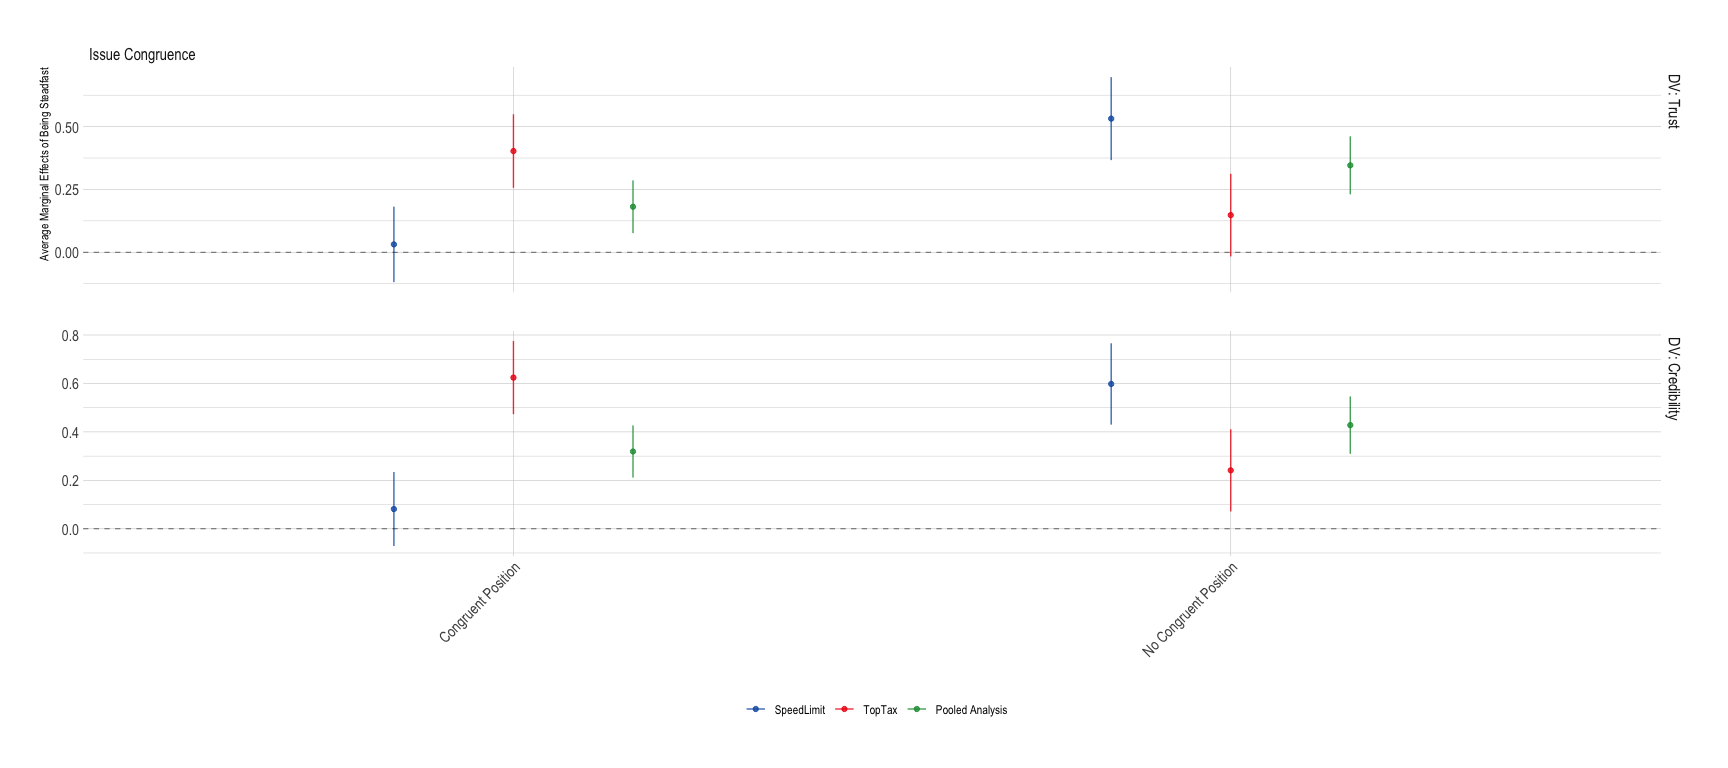 Issue Congruence
Average Marginal Effects of Being Steadfast
DV: Trust
0.50
0.25
0.00
DV: Credibility
0.8
0.6
0.4
0.2
0.0
Congruent Position
No Congruent Position
SpeedLimit
TopTax
Pooled Analysis